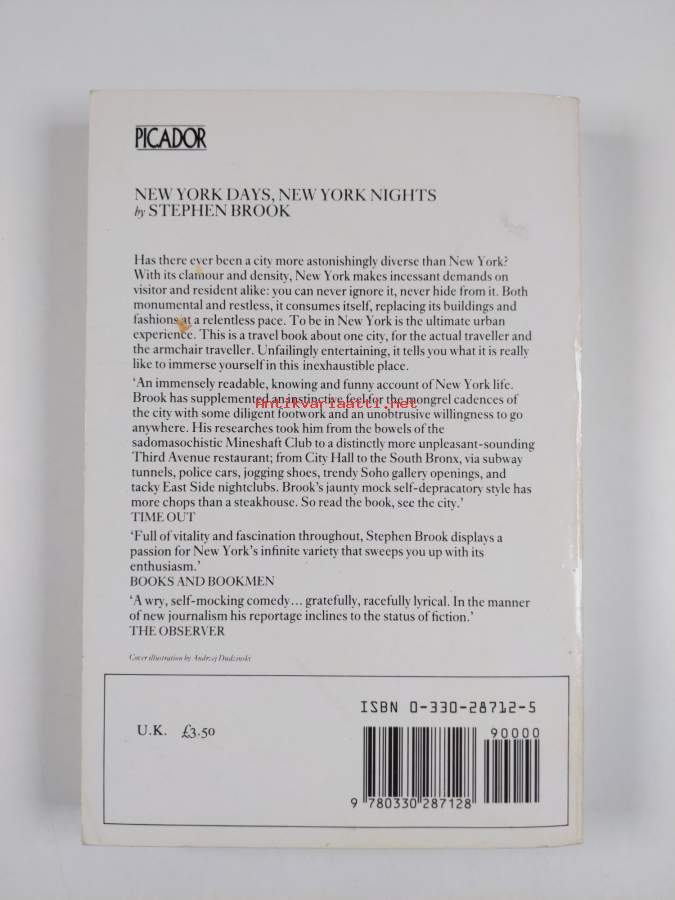 PICADOR
NEW YORK DAYS, NEW YORK NIGHTS
by STEPHEN BROOK
Has there ever been a city more astonishingly diverse than New York?
With its clamour and density, New York makes incessant demands on
visitor and resident alike: you can never ignore it, never hide from it. Both
monumental and restless, it consumes itself, replacing its buildings and
fashions at a relentless pace. To be in New York is the ultimate urban
experience. This is a travel book about one city, for the actual traveller and
the armchair traveller. Unfailingly entertaining, it tells you what it is really
like to immerse yourself in this inexhaustible place.
‘An immensely readable, knowing and funny account of New York life.
Brook has supplemented an instinctive feel for the mongrel cadences of
Antikvariaatti.net
the city with some diligent footwork and an unobtrusive willingness to go
anywhere. His researches took him from the bowels of the
sadomasochistic Mineshaft Club to a distinctly more unpleasant-sounding
Third Avenue restaurant; from City Hall to the South Bronx, via subway
tunnels, police cars, jogging shoes, trendy Soho gallery openings, and
tacky East Side nightclubs. Brook’s jaunty mock self-depracatory style has
more chops than a steakhouse. So read the book, see the city.’
TIME OUT
‘Full of vitality and fascination throughout, Stephen Brook displays a
passion for New York’s infinite variety that sweeps you up with its
enthusiasm.’
BOOKS AND BOOKMEN
‘A wry, self-mocking comedy... gratefully, racefully lyrical. In the manner
of new journalism his reportage inclines to the status of fiction.’
THE OBSERVER
Cover illustration by Andrzej Dudzinski
ISBN 0-330-28712-5
U.K. £3.50
90000
9 780330 287128